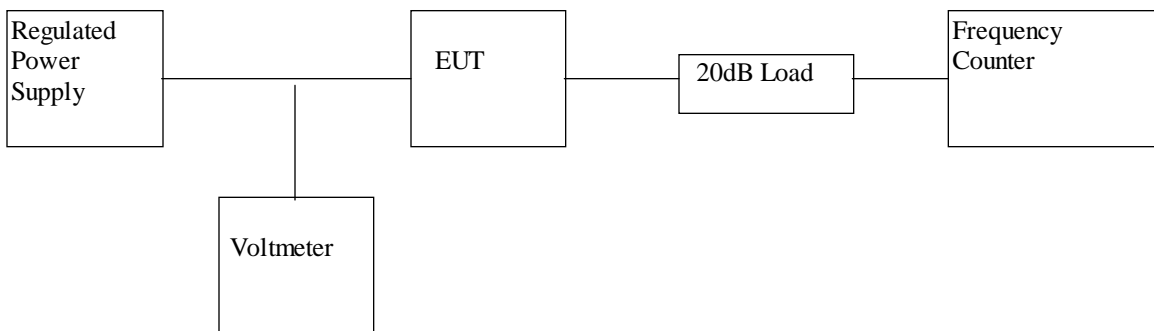 Regulated
Power
Supply
EUT
20dB Load
Frequency
Counter
Voltmeter